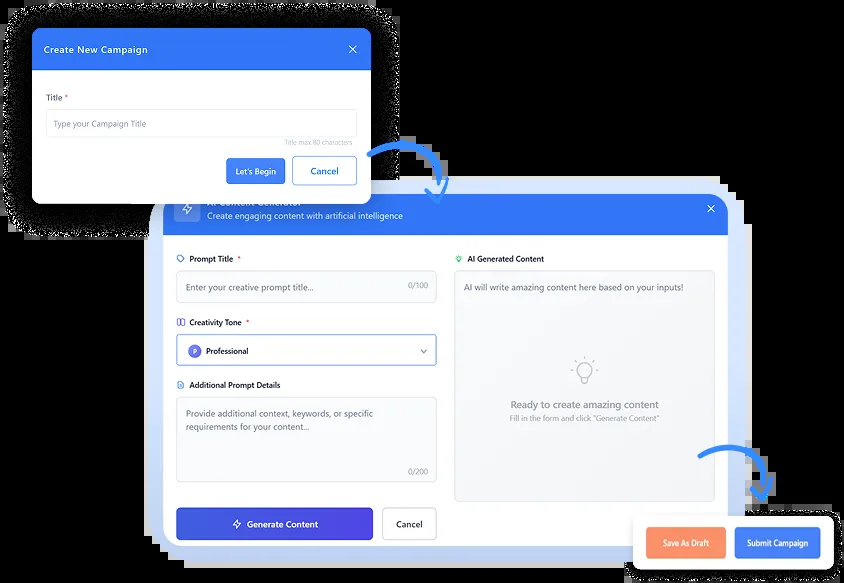 Create New Campaign
Title *
Type your Campaign Title
Title max 80 characters
Let's Begin
Cancel
AI Content Generator
Create engaging content with artificial intelligence
Prompt Title *
Enter your creative prompt title...
0/100
Creativity Tone *
P Professional
Additional Prompt Details
Provide additional context, keywords, or specific
requirements for your content...
0/200
Generate Content
Cancel
AI Generated Content
AI will write amazing content here based on your inputs!
Ready to create amazing content
Fill in the form and click "Generate Content"
Save As Draft
Submit Campaign